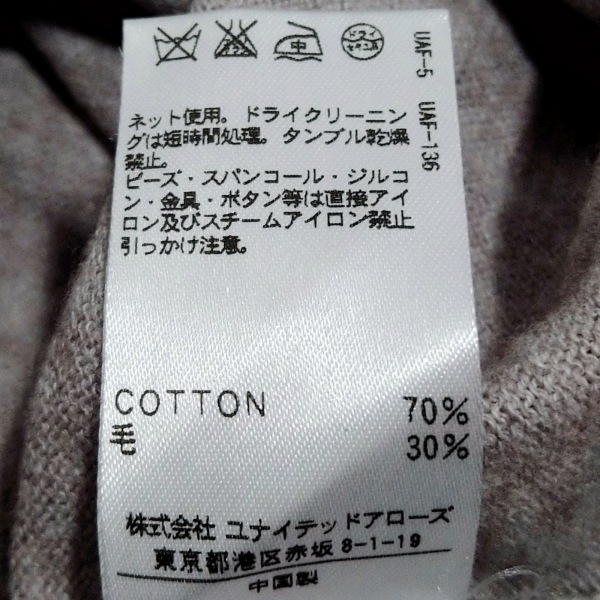 中
ドライ
セキユ系
UAF-5 UAF-136
ネット使用。ドライクリーニン
グは短時間処理。タンブル乾燥
禁止。
ビーズ・スパンコール・ジルコ
ン・金具・ボタン等は直接アイ
ロン及びスチームアイロン禁止
引っかけ注意。
COTTON 70%
毛 30%
株式会社 ユナイテッドアローズ
東京都港区赤坂8-1-19
中国製